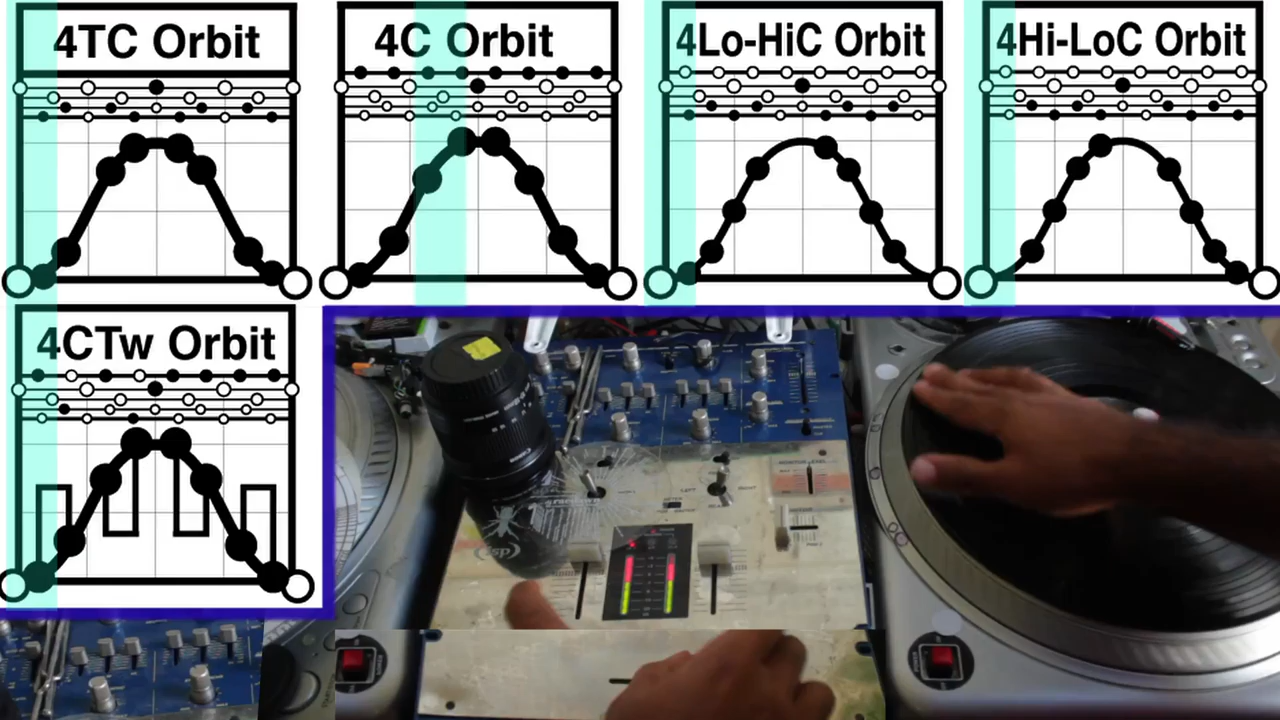 4TC Orbit
4C Orbit
4Lo-HiC Orbit
4Hi-LoC Orbit
4CTw Orbit